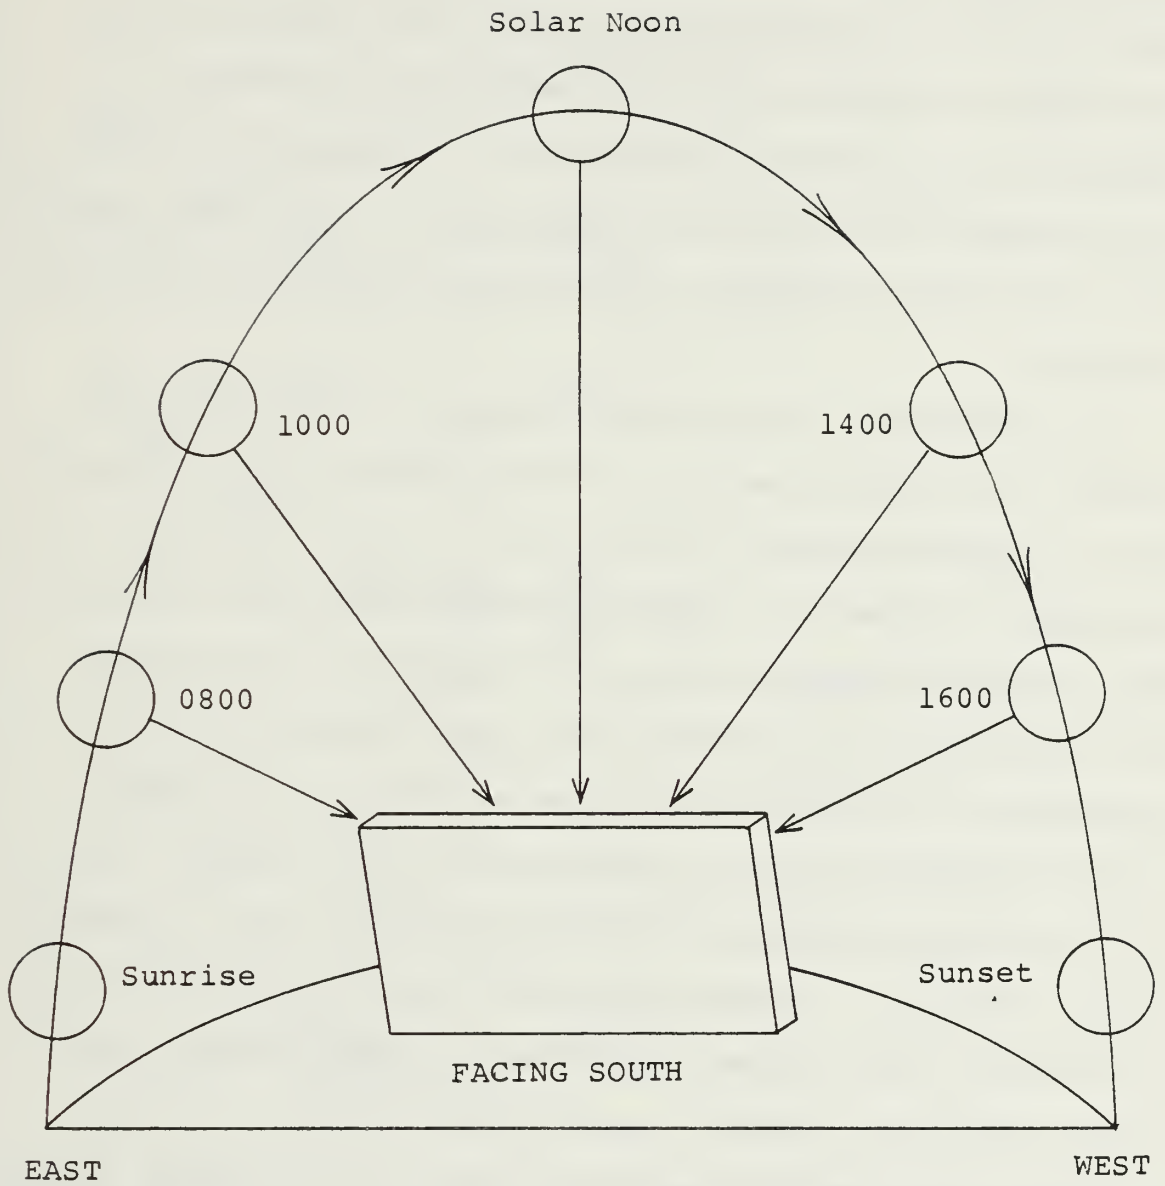 Solar Noon
1000
1400
0800
1600
Sunrise
Sunset
FACING SOUTH
EAST
WEST